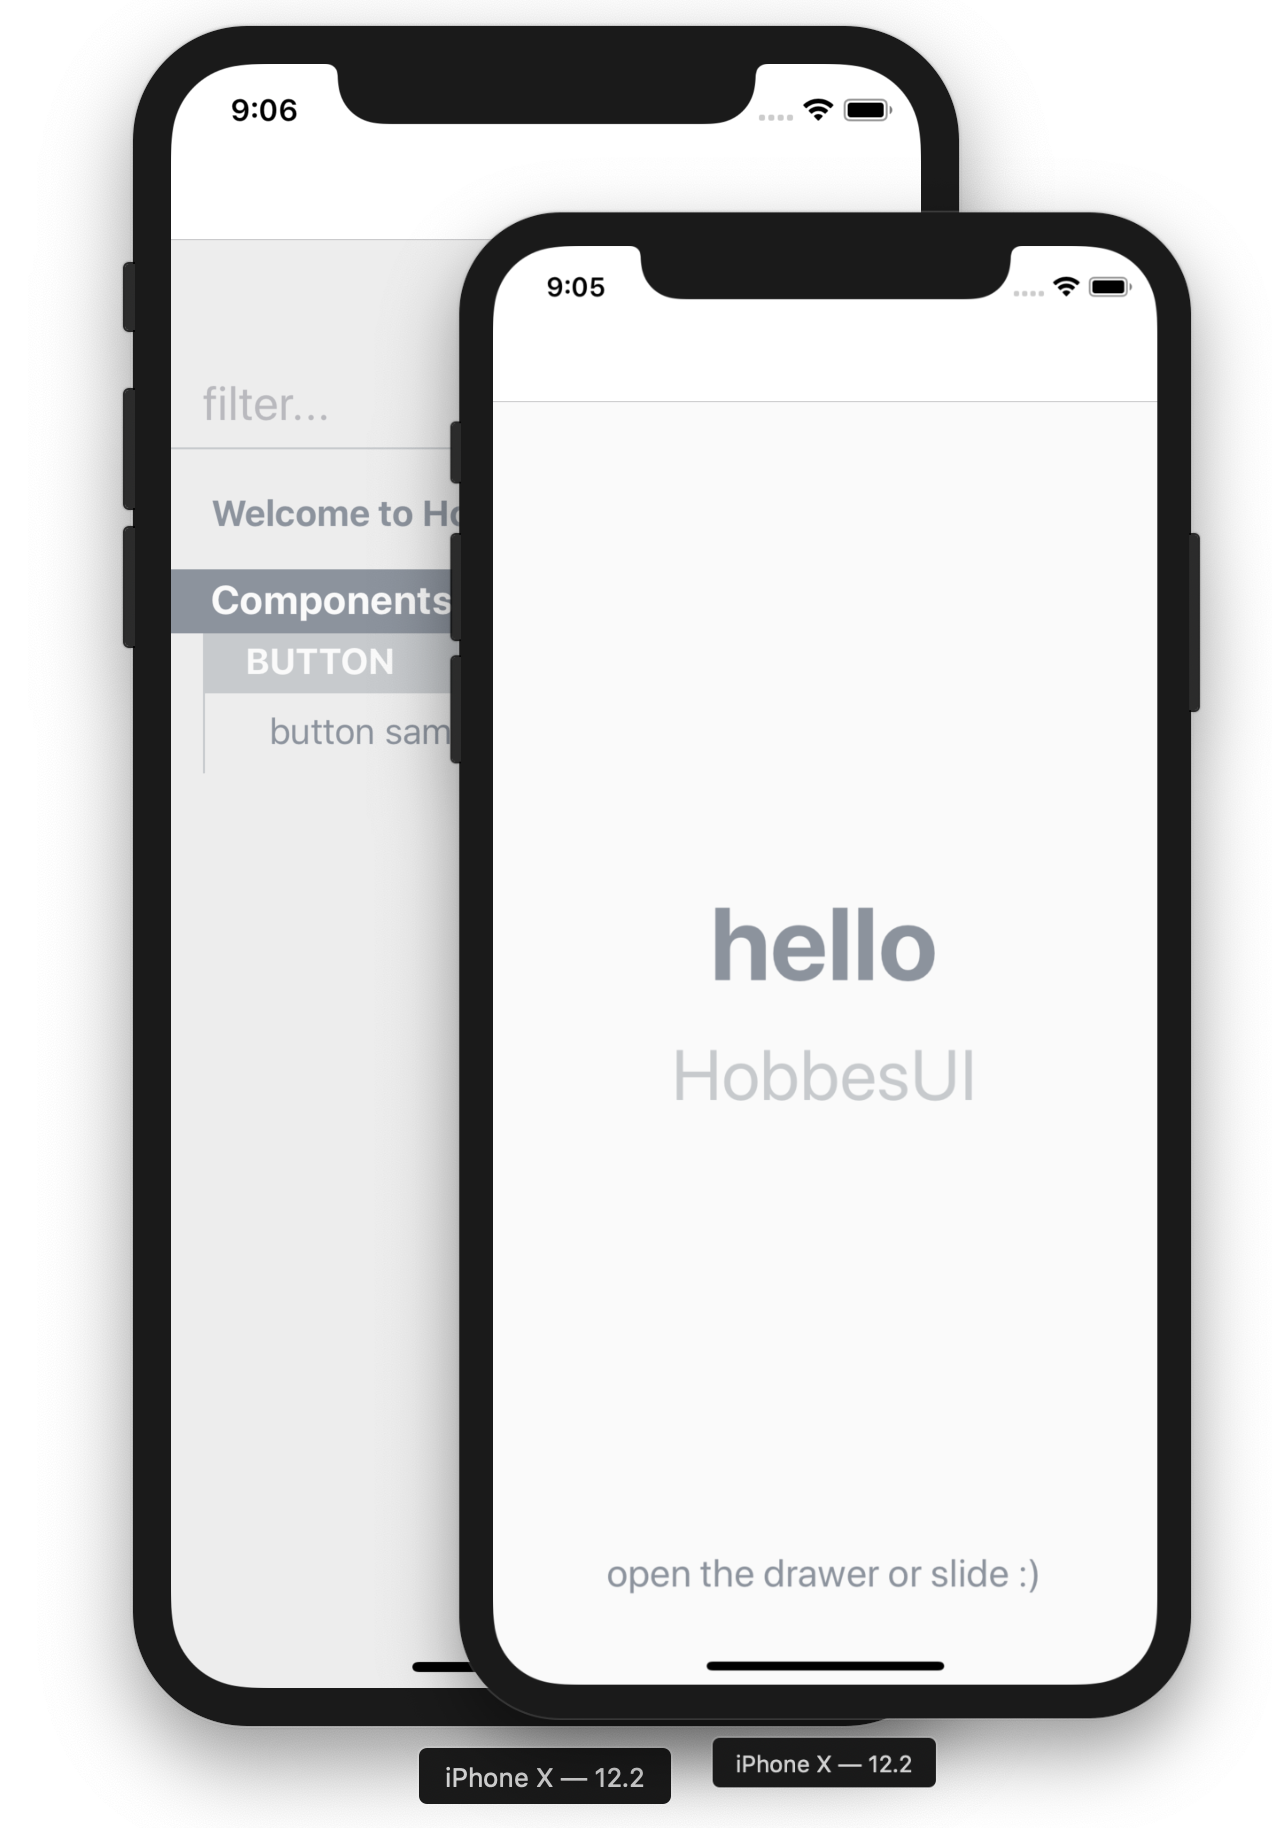 9:06
filter...
Welcome to Ho
Components
BUTTON
button sam
9:05
hello
HobbesUI
open the drawer or slide :)
iPhone X — 12.2
iPhone X — 12.2